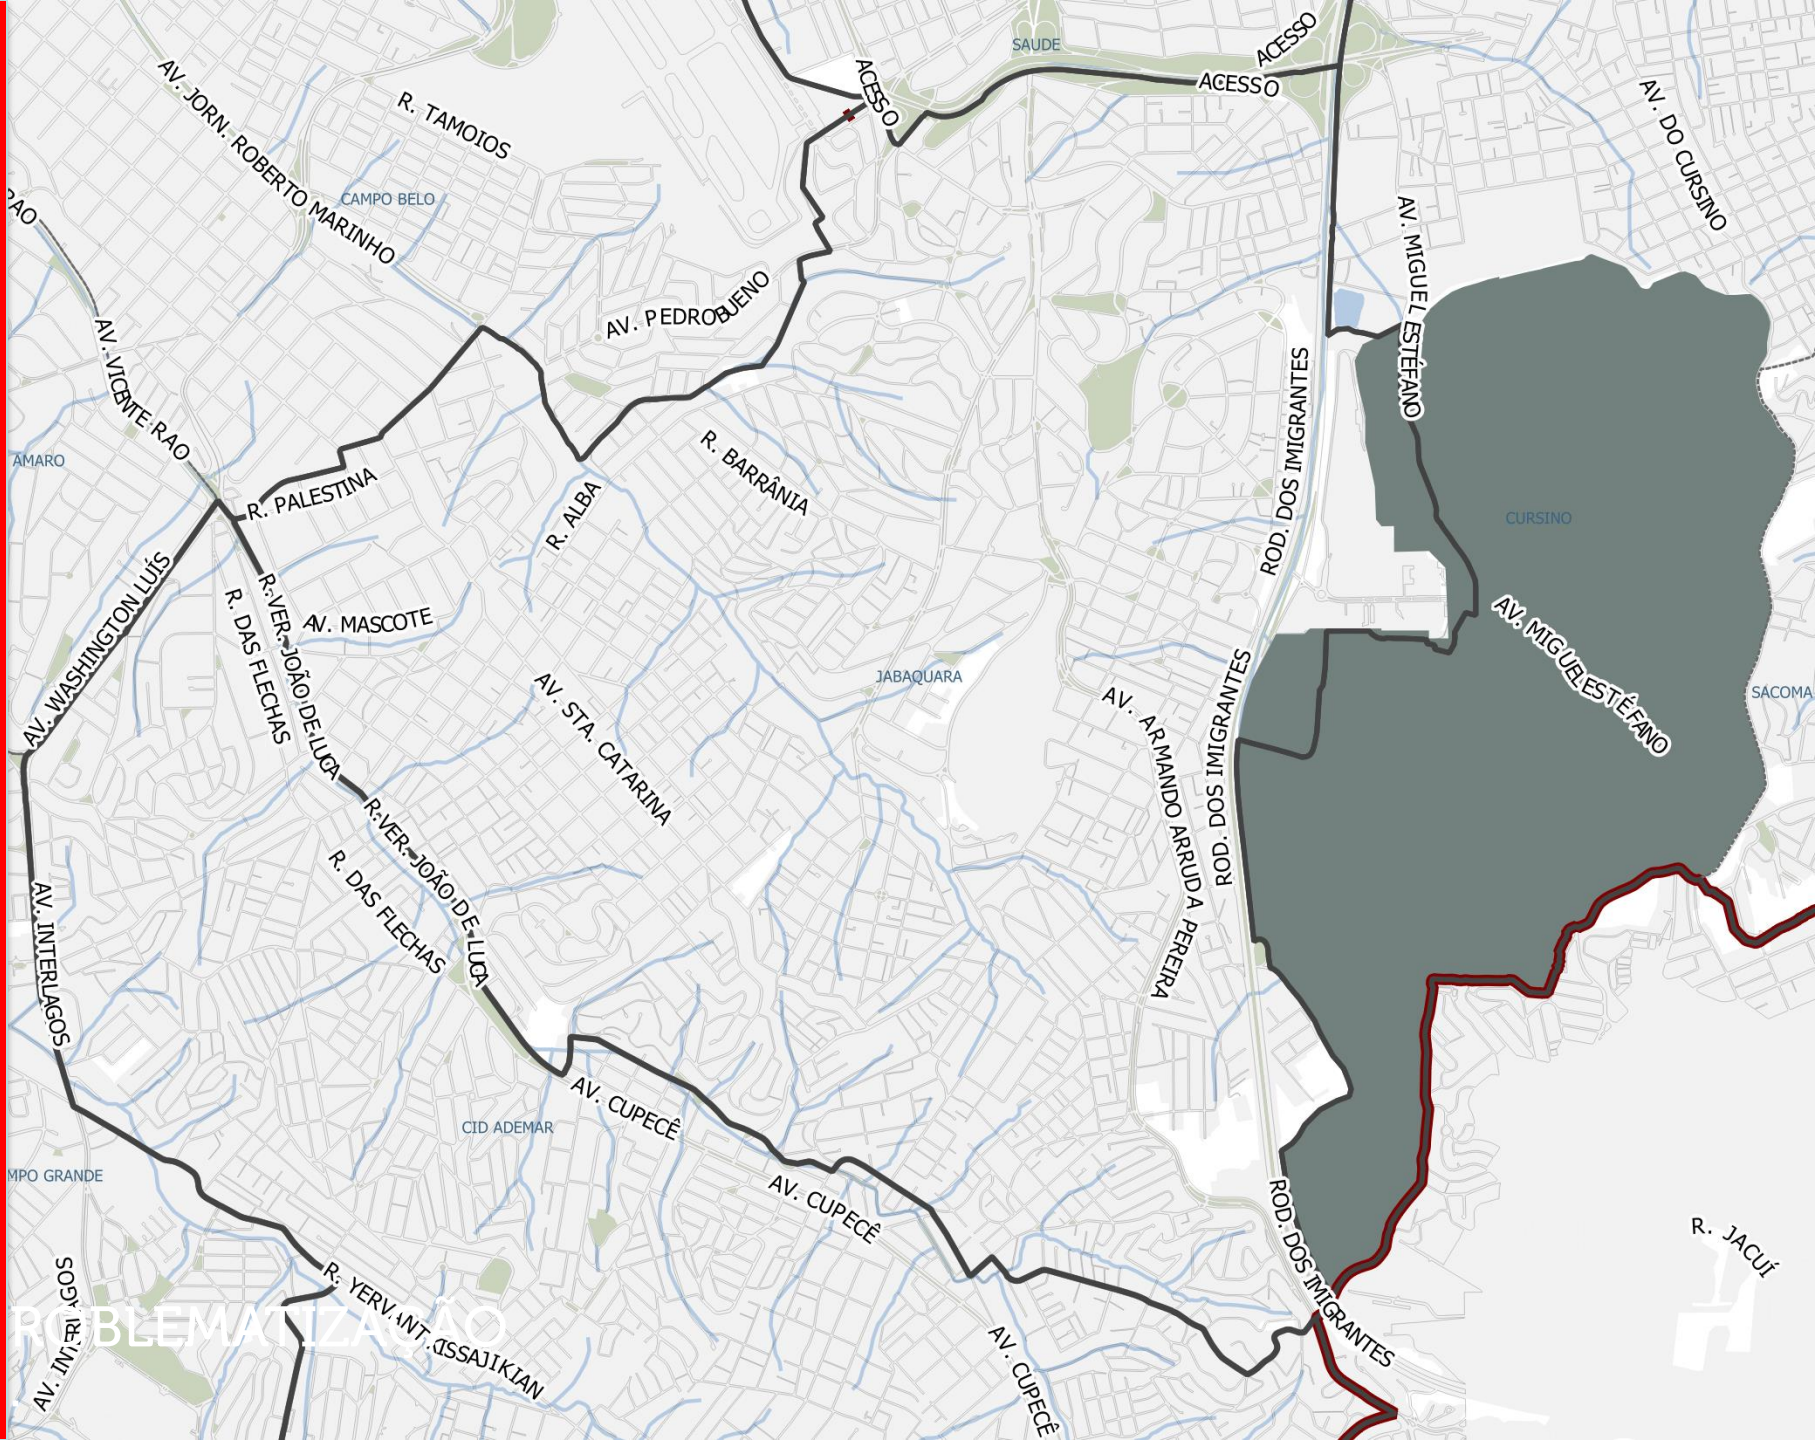 SAUDE
ACESSO
ACESSO
ACESSO
AV. JORN. ROBERTO MARINHO
R. TAMOIOS
AV. DO CURSINO
CAMPO BELO
RAO
AV. MIGUEL ESTÉFANO
AV. PEDRO BUENO
AV. VICENTE RAO
ROD. DOS IMIGRANTES
AMARO
R. BARRÂNIA
R. PALESTINA
R. ALBA
CURSINO
AV. WASHINGTON LUÍS
R. VER. JOÃO DE LUCA
R. DAS FLECHAS
AV. MASCOTE
AV. MIGUEL ESTÉFANO
JABAQUARA
SACOMA
AV. STA. CATARINA
ROD. DOS IMIGRANTES
AV. ARMANDO ARRUDA PEREIRA
R. VER. JOÃO DE LUCA
R. DAS FLECHAS
AV. INTERLAGOS
AV. CUPECÊ
CID ADEMAR
MPO GRANDE
AV. CUPECÊ
ROD. DOS IMIGRANTES
R. JACUÍ
AV. INTERLAGOS
R. YERVANT KISSAJIKIAN
ROBLEMATIZAÇÃO
AV. CUPECÊ